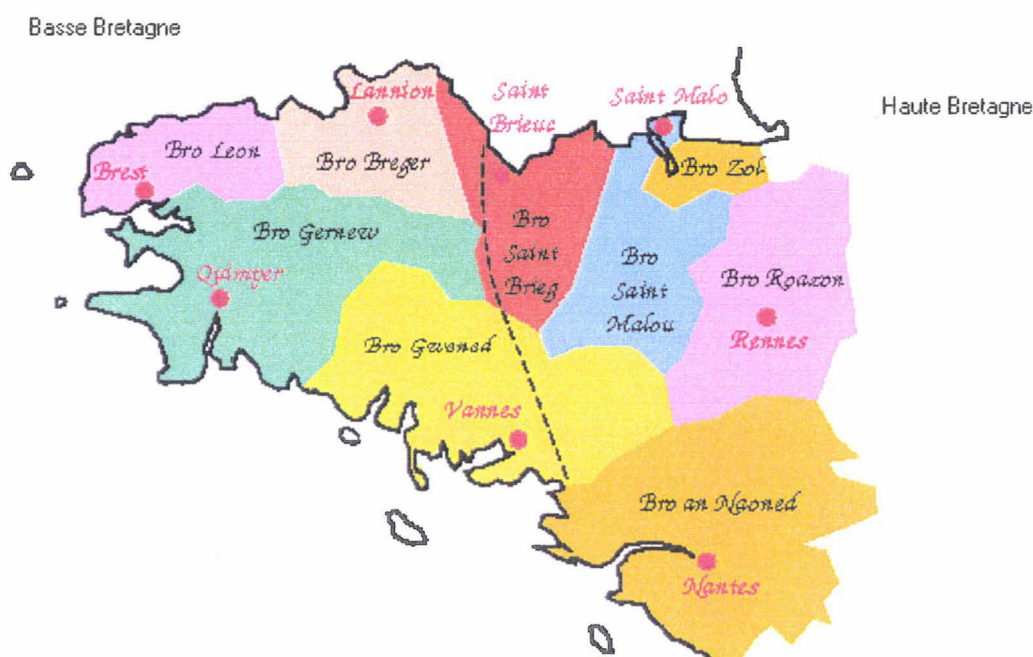 Basse Bretagne
Haute Bretagne
Lannion
Saint
Brieuc
Saint Malo
Bro Leon
Bro Breger
Bro Zol
Brest
Bro Gernew
Bro
Saint
Brieg
Bro
Saint
Malou
Bro Roazon
Quimper
Rennes
Bro Gwened
Vannes
Bro an Naoned
Nantes